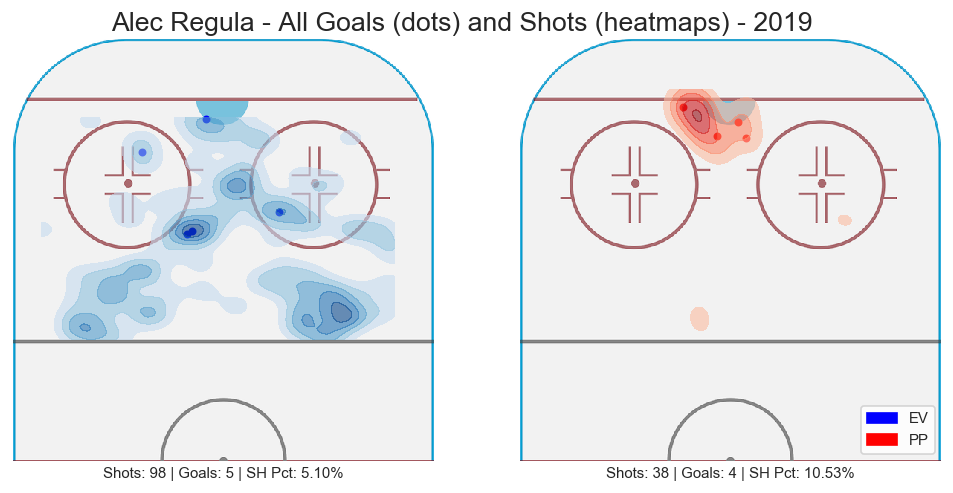 Alec Regula - All Goals (dots) and Shots (heatmaps) - 2019
EV
PP
Shots: 98 | Goals: 5 | SH Pct: 5.10%
Shots: 38 | Goals: 4 | SH Pct: 10.53%